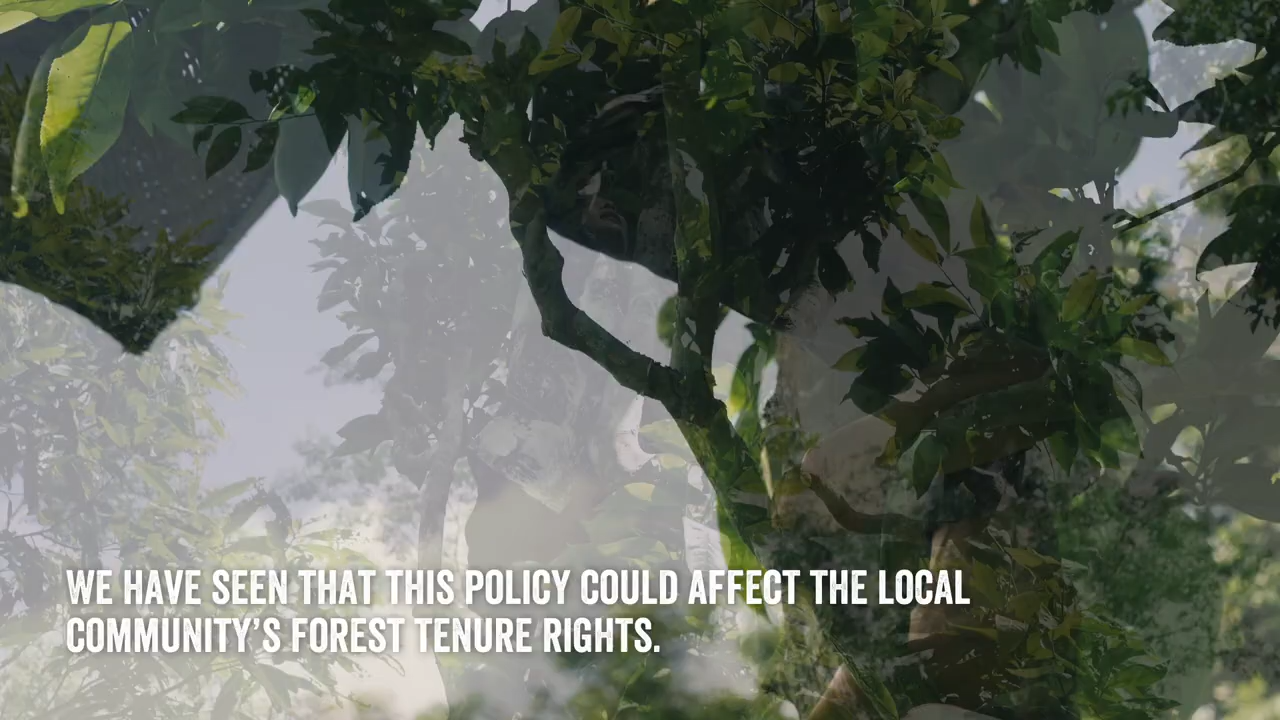 WE HAVE SEEN THAT THIS POLICY COULD AFFECT THE LOCAL
COMMUNITY’S FOREST TENURE RIGHTS.